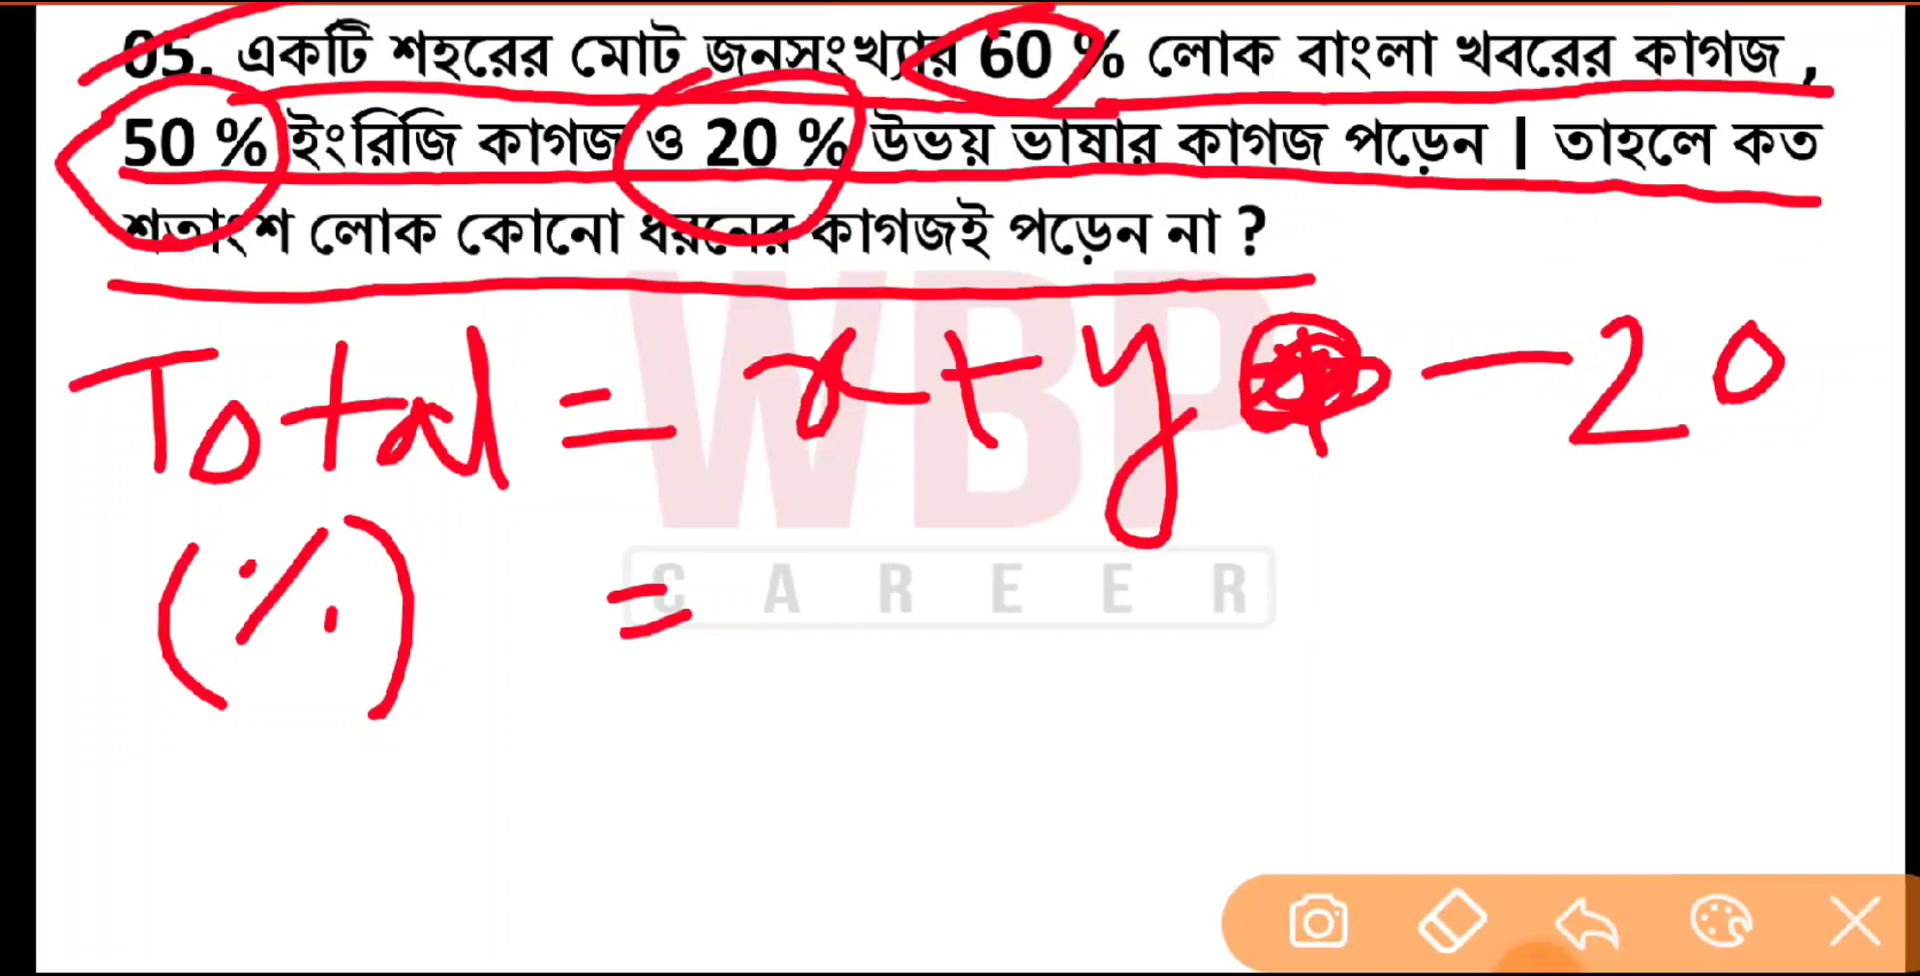 05. একটি শহরের মোট জনসংখ্যার 60 % লোক বাংলা খবরের কাগজ ,
50 % ইংরিজি কাগজ ও 20 % উভয় ভাষার কাগজ পড়েন | তাহলে কত
শতাংশ লোক কোনো ধরনের কাগজই পড়েন না ?
Total = x + y - 20
(%) =
WBP
CAREER